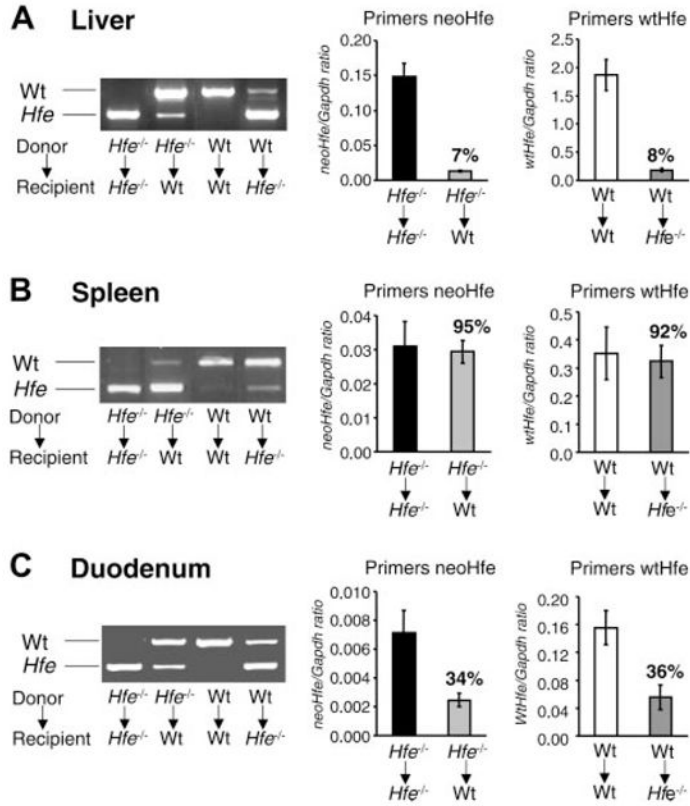 A Liver
Wt
Hfe
Donor Hfe-/- Hfe-/- Wt Wt
Recipient Hfe-/- Wt Wt Hfe-/-
Primers neoHfe
neoHfe/Gapdh ratio
0.20
0.15
0.10
0.05
0.00
7%
Hfe-/- Hfe-/-
Hfe-/- Wt
Primers wtHfe
wtHfe/Gapdh ratio
2.5
2.0
1.5
1.0
0.5
0.0
8%
Wt Wt
Wt Hfe-/-
B Spleen
Wt
Hfe
Donor Hfe-/- Hfe-/- Wt Wt
Recipient Hfe-/- Wt Wt Hfe-/-
Primers neoHfe
neoHfe/Gapdh ratio
0.04
0.03
0.02
0.01
0.00
95%
Hfe-/- Hfe-/-
Hfe-/- Wt
Primers wtHfe
wtHfe/Gapdh ratio
0.5
0.4
0.3
0.2
0.1
0.0
92%
Wt Wt
Wt Hfe-/-
C Duodenum
Wt
Hfe
Donor Hfe-/- Hfe-/- Wt Wt
Recipient Hfe-/- Wt Wt Hfe-/-
Primers neoHfe
neoHfe/Gapdh ratio
0.010
0.008
0.006
0.004
0.002
0.000
34%
Hfe-/- Hfe-/-
Hfe-/- Wt
Primers wtHfe
WtHfe/Gapdh ratio
0.20
0.16
0.12
0.08
0.04
0.00
36%
Wt Wt
Wt Hfe-/-